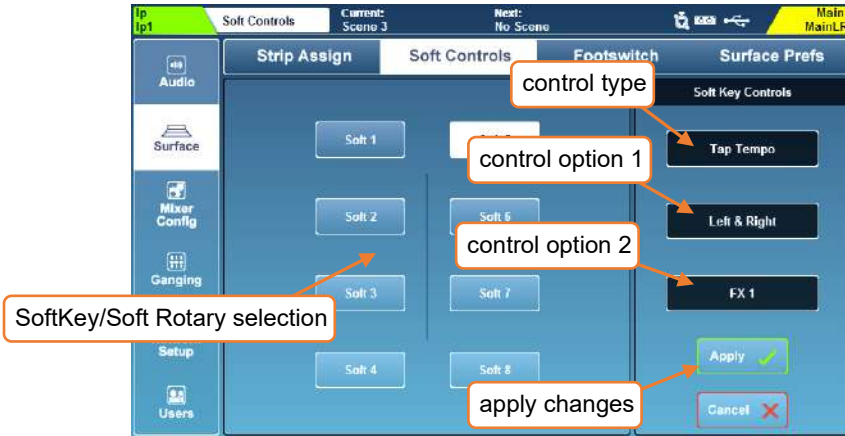 Ip
Ip1
Soft Controls
Current:
Scene 3
Next:
No Scene
Main
MainLR
Audio
Surface
Mixer
Config
Ganging
Setup
Users
Strip Assign
Soft Controls
Footswitch
Surface Prefs
Soft 1
Soft 2
Soft 6
Soft 3
Soft 7
Soft 4
Soft 8
Soft Key Controls
Tap Tempo
Left & Right
FX 1
Apply
Cancel
control type
control option 1
control option 2
SoftKey/Soft Rotary selection
apply changes